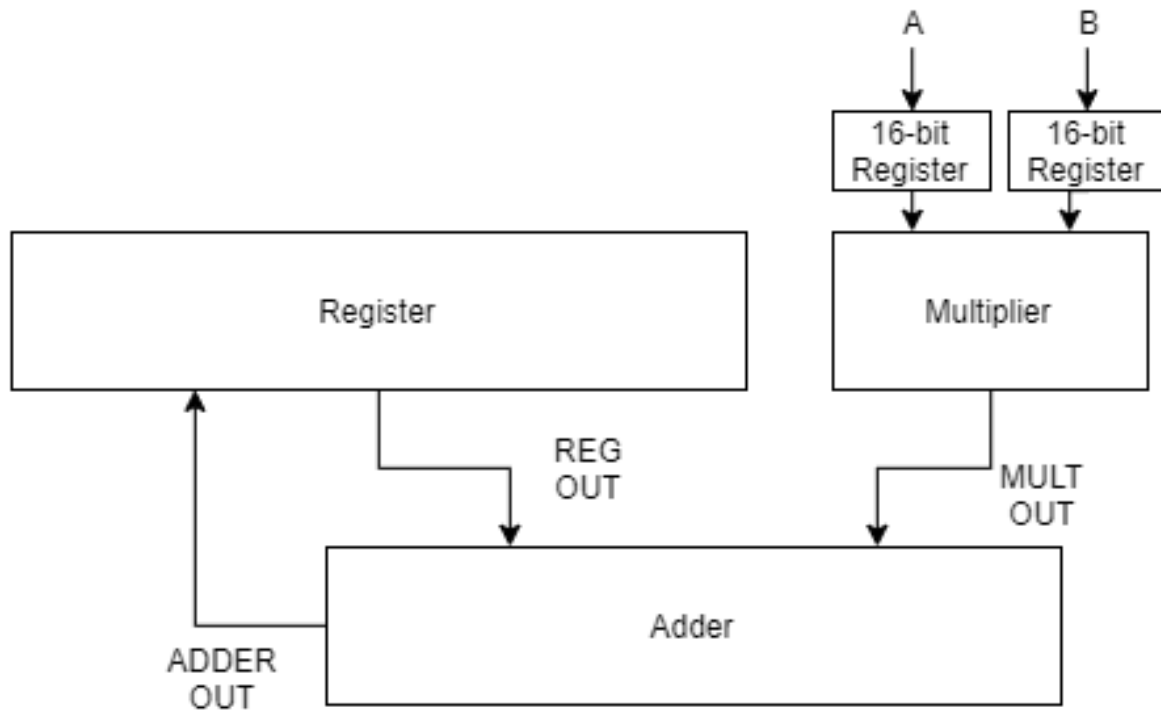 A
B
16-bit
Register
16-bit
Register
Register
Multiplier
REG
OUT
MULT
OUT
Adder
ADDER
OUT